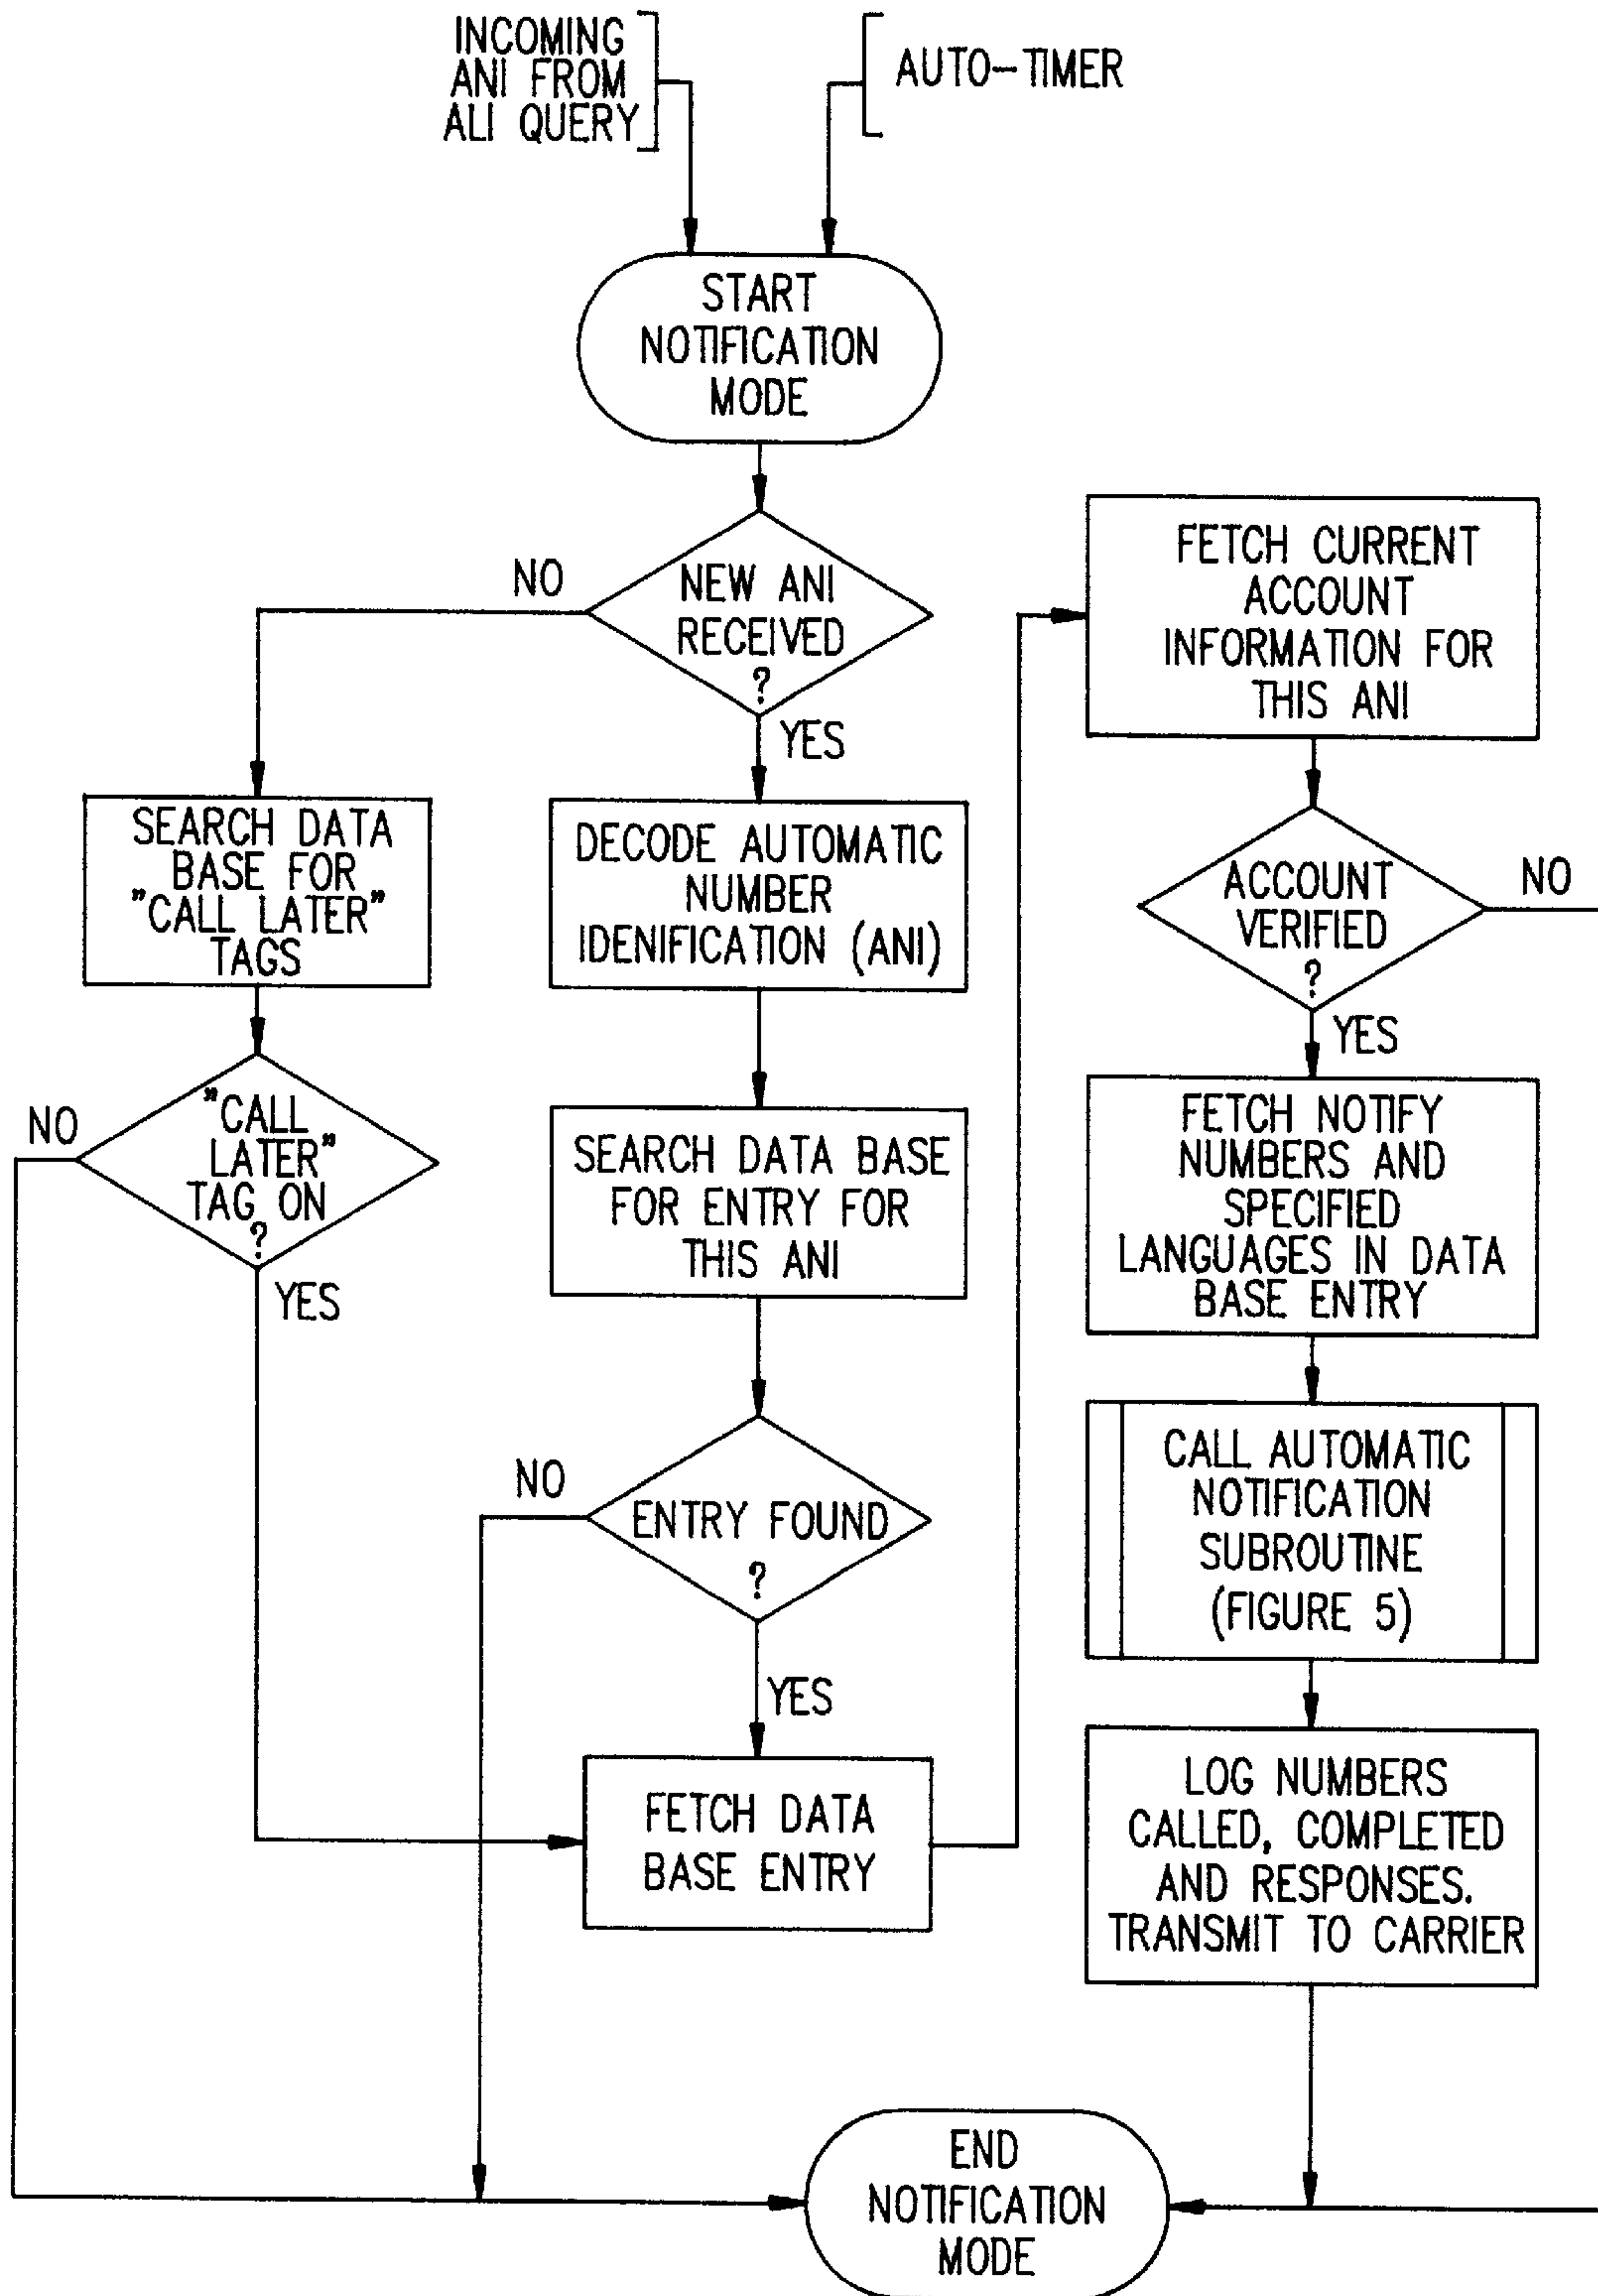 INCOMING
ANI FROM
ALI QUERY
AUTO-TIMER
START
NOTIFICATION
MODE
NEW ANI
RECEIVED
?
NO
YES
SEARCH DATA
BASE FOR
"CALL LATER"
TAGS
"CALL
LATER"
TAG ON
?
NO
YES
DECODE AUTOMATIC
NUMBER
IDENIFICATION (ANI)
SEARCH DATA BASE
FOR ENTRY FOR
THIS ANI
NO
ENTRY FOUND
?
YES
FETCH DATA
BASE ENTRY
FETCH CURRENT
ACCOUNT
INFORMATION FOR
THIS ANI
ACCOUNT
VERIFIED
?
NO
YES
FETCH NOTIFY
NUMBERS AND
SPECIFIED
LANGUAGES IN DATA
BASE ENTRY
CALL AUTOMATIC
NOTIFICATION
SUBROUTINE
(FIGURE 5)
LOG NUMBERS
CALLED, COMPLETED
AND RESPONSES.
TRANSMIT TO CARRIER
END
NOTIFICATION
MODE